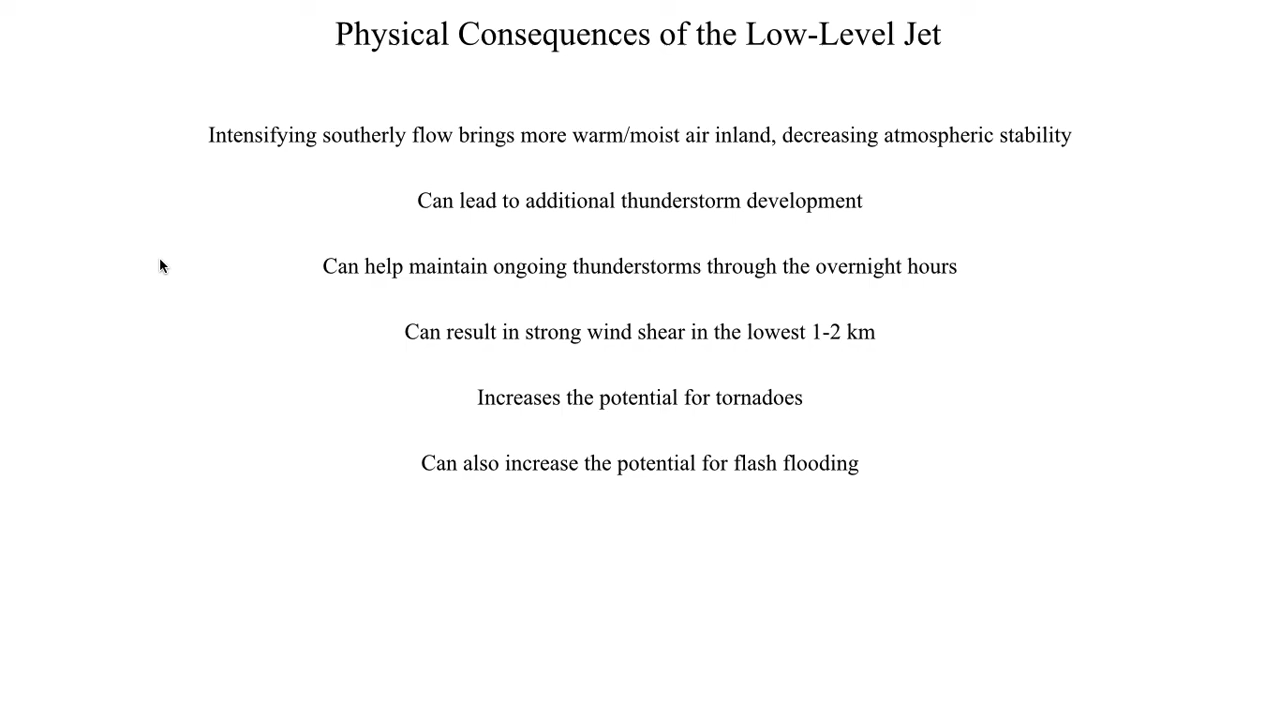 Physical Consequences of the Low-Level Jet
Intensifying southerly flow brings more warm/moist air inland, decreasing atmospheric stability
Can lead to additional thunderstorm development
Can help maintain ongoing thunderstorms through the overnight hours
Can result in strong wind shear in the lowest 1-2 km
Increases the potential for tornadoes
Can also increase the potential for flash flooding